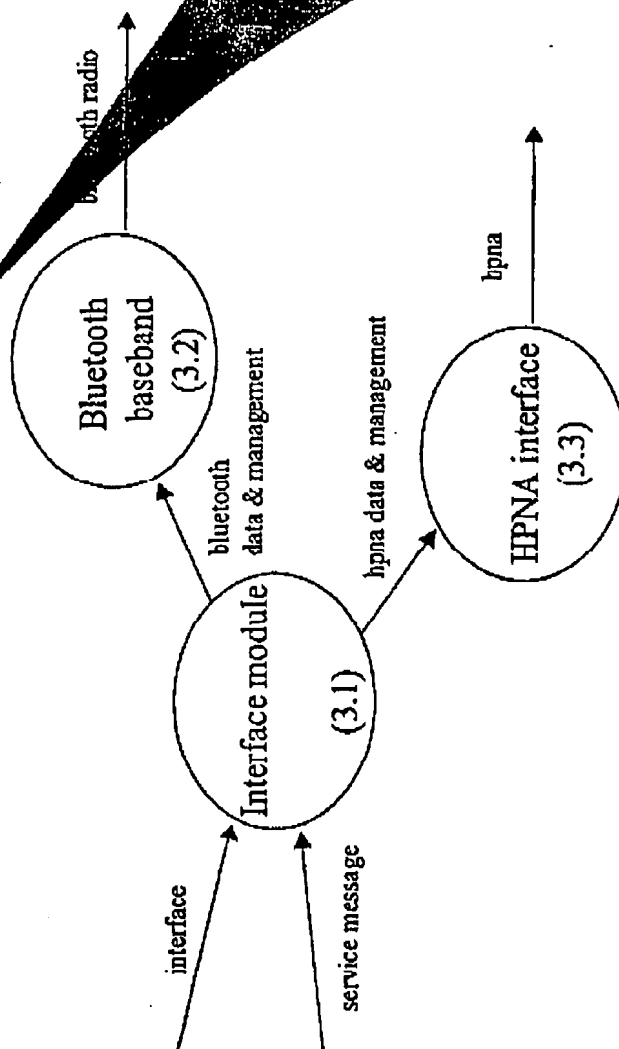 interface
service message
Interface module
(3.1)
bluetooth
data & management
hpna data & management
Bluetooth
baseband
(3.2)
HPNA interface
(3.3)
radio
hpna